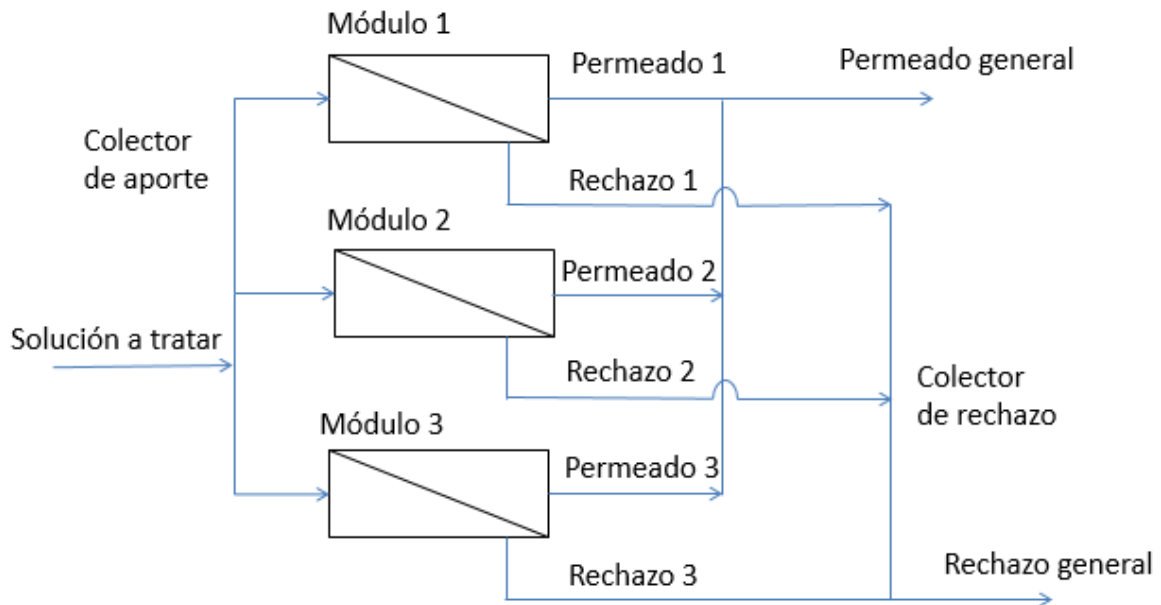 Módulo 1
Permeado 1
Permeado general
Colector
de aporte
Rechazo 1
Módulo 2
Permeado 2
Solución a tratar
Rechazo 2
Colector
de rechazo
Módulo 3
Permeado 3
Rechazo 3
Rechazo general